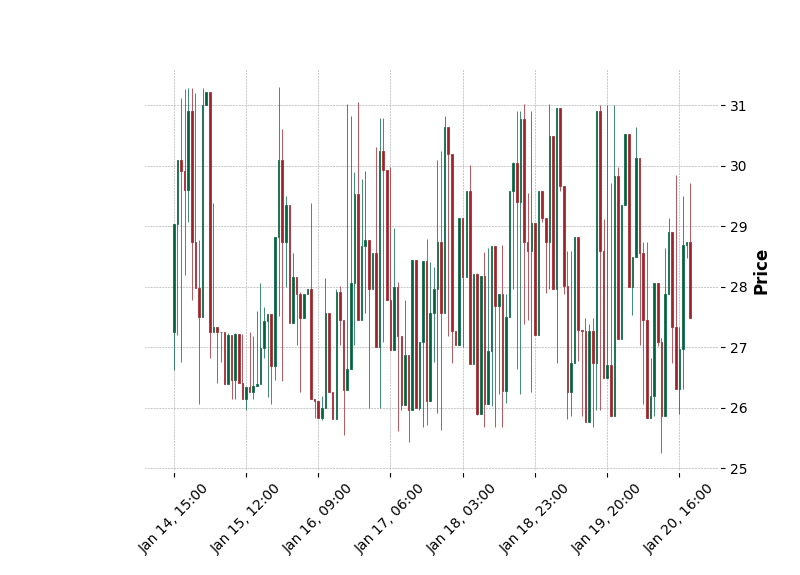 31
30
29
28
27
26
25
Price
Jan 14, 15:00
Jan 15, 12:00
Jan 16, 09:00
Jan 17, 06:00
Jan 18, 03:00
Jan 18, 23:00
Jan 19, 20:00
Jan 20, 16:00